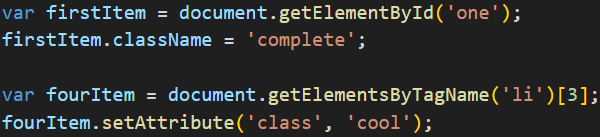 var firstItem = document.getElementById('one');
firstItem.className = 'complete';
var fourItem = document.getElementsByTagName('li')[3];
fourItem.setAttribute('class', 'cool');